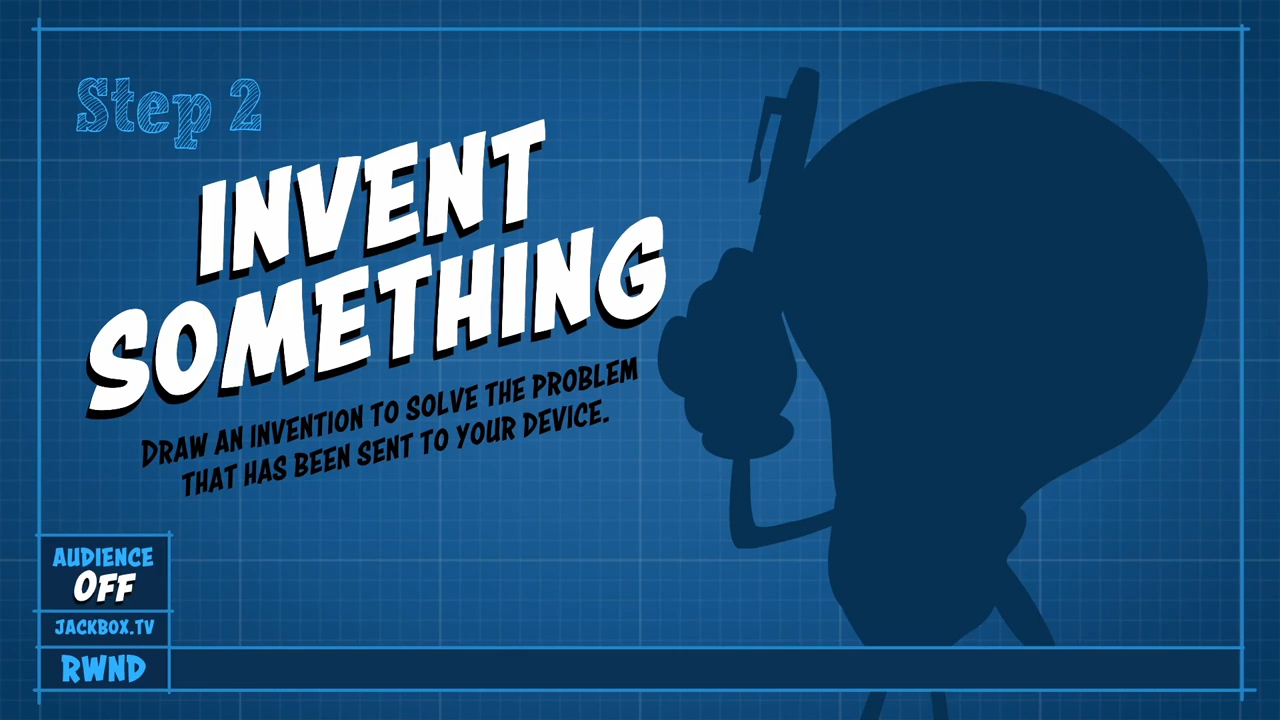 Step 2
INVENT
SOMETHING
DRAW AN INVENTION TO SOLVE THE PROBLEM
THAT HAS BEEN SENT TO YOUR DEVICE.
AUDIENCE
OFF
JACKBOX.TV
RWND